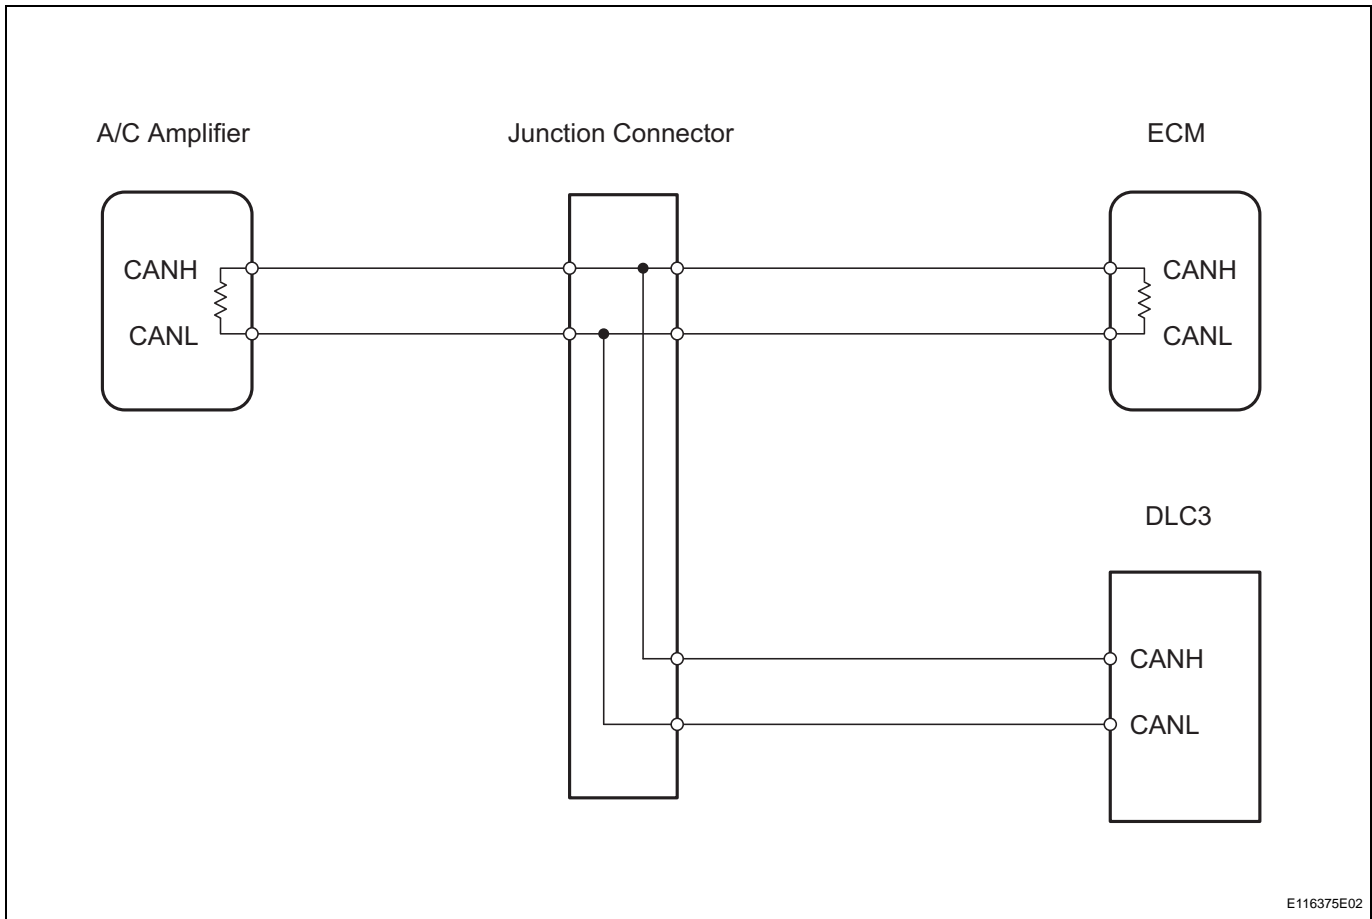 A/C Amplifier
Junction Connector
ECM
CANH
CANL
CANH
CANL
DLC3
CANH
CANL
E116375E02